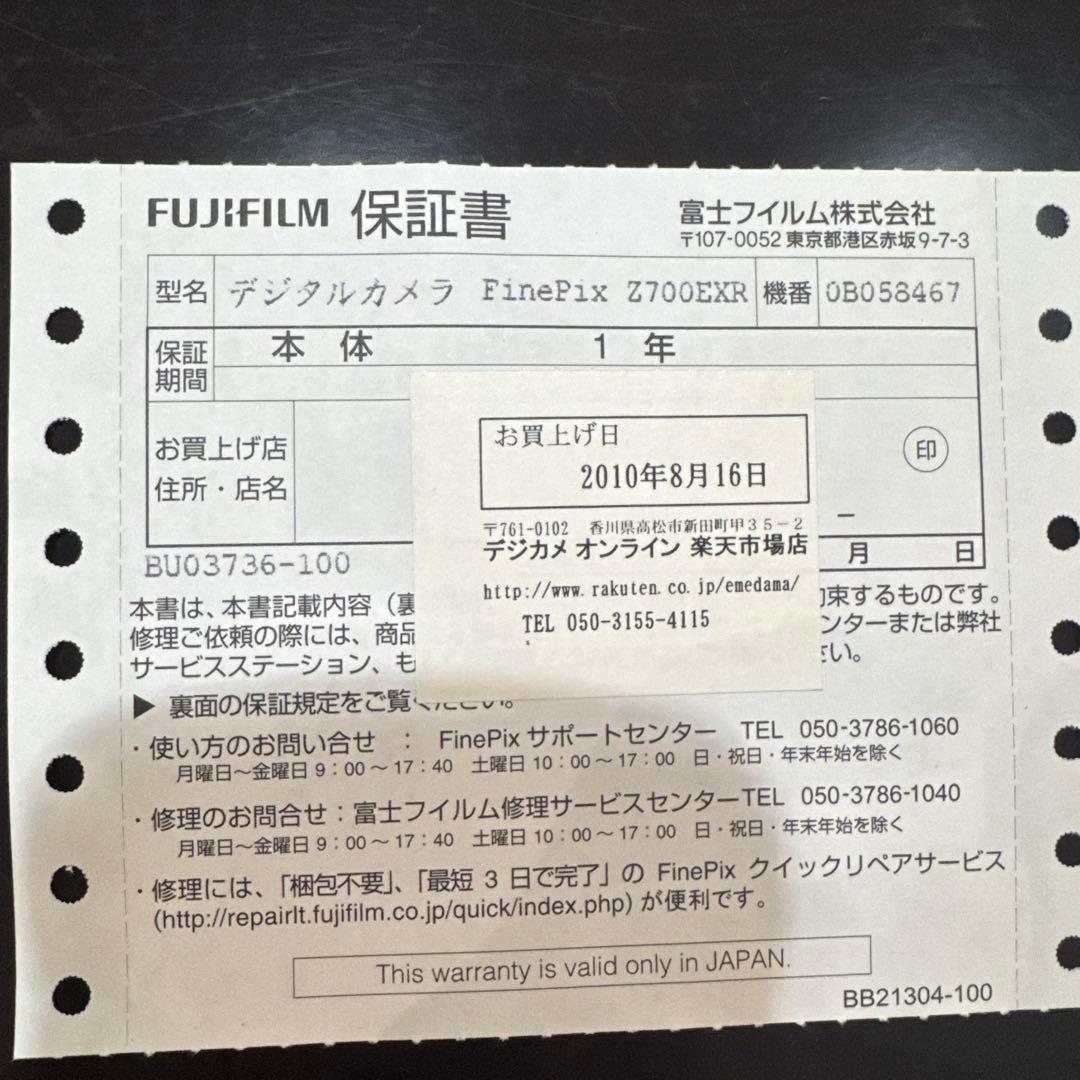 FUJIFILM 保証書
富士フイルム株式会社
〒107-0052 東京都港区赤坂9-7-3
型名 デジタルカメラ FinePix Z700EXR 機番 0B058467
保証期間 本体 1年
お買上げ店
住所・店名
印
お買上げ日
2010年8月16日
〒761-0102 香川県高松市新田町甲35-2
デジカメ オンライン 楽天市場店
http://www.rakuten.co.jp/emedama/
TEL 050-3155-4115
月 日
BU03736-100
本書は、本書記載内容（裏 束するものです。
修理ご依頼の際には、商品 ンターまたは弊社
サービスステーション、も さい。
▶ 裏面の保証規定をご覧ください。
・使い方のお問い合せ : FinePix サポートセンター TEL 050-3786-1060
月曜日～金曜日 9:00～17:40 土曜日 10:00～17:00 日・祝日・年末年始を除く
・修理のお問合せ：富士フイルム修理サービスセンターTEL 050-3786-1040
月曜日～金曜日 9:00～17:40 土曜日 10:00～17:00 日・祝日・年末年始を除く
・修理には、「梱包不要」、「最短 3 日で完了」の FinePix クイックリペアサービス
(http://repairlt.fujifilm.co.jp/quick/index.php) が便利です。
This warranty is valid only in JAPAN.
BB21304-100